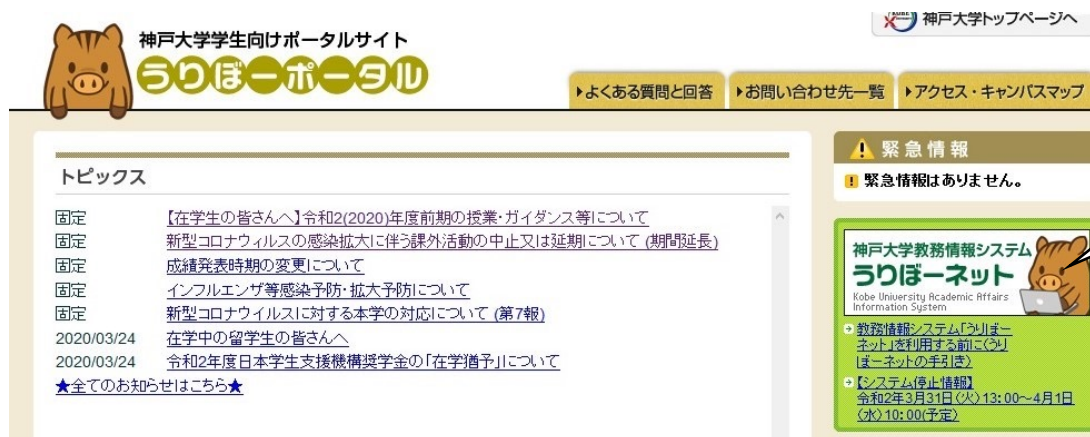 神戸大学学生向けポータルサイト
うりぼーポータル
神戸大学トップページへ
よくある質問と回答
お問い合わせ先一覧
アクセス・キャンパスマップ
トピックス
固定 【在学生の皆さんへ】令和2(2020)年度前期の授業・ガイダンス等について
固定 新型コロナウィルスの感染拡大に伴う課外活動の中止又は延期について (期間延長)
固定 成績発表時期の変更について
固定 インフルエンザ等感染予防・拡大予防について
固定 新型コロナウイルスに対する本学の対応について (第7報)
2020/03/24 在学中の留学生の皆さんへ
2020/03/24 令和2年度日本学生支援機構奨学金の「在学猶予」について
★全てのお知らせはこちら★
緊急情報
緊急情報はありません。
神戸大学教務情報システム
うりぼーネット
Kobe University Academic Affairs
Information System
教務情報システム「うりぼー
ネット」を利用する前に(うり
ぼーネットの手引き)
【システム停止情報】
令和2年3月31日(火)13:00～4月1日
(水)10:00(予定)